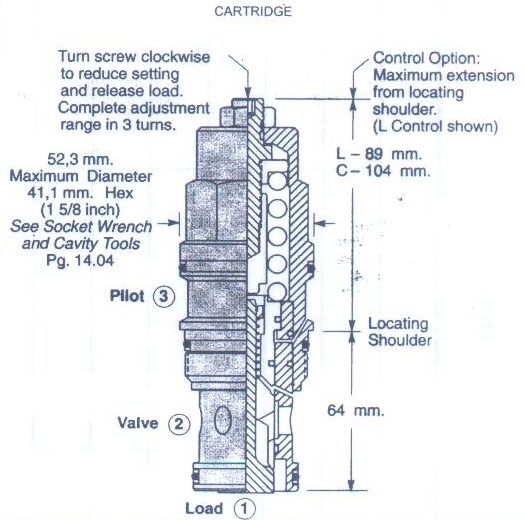 CARTRIDGE
Turn screw clockwise
to reduce setting
and release load.
Complete adjustment
range in 3 turns.
Control Option:
Maximum extension
from locating
shoulder.
(L Control shown)
L – 89 mm.
C – 104 mm.
52,3 mm.
Maximum Diameter
41,1 mm. Hex
(1 5/8 inch)
See Socket Wrench
and Cavity Tools
Pg. 14.04
Pilot 3
Locating
Shoulder
64 mm.
Valve 2
Load 1